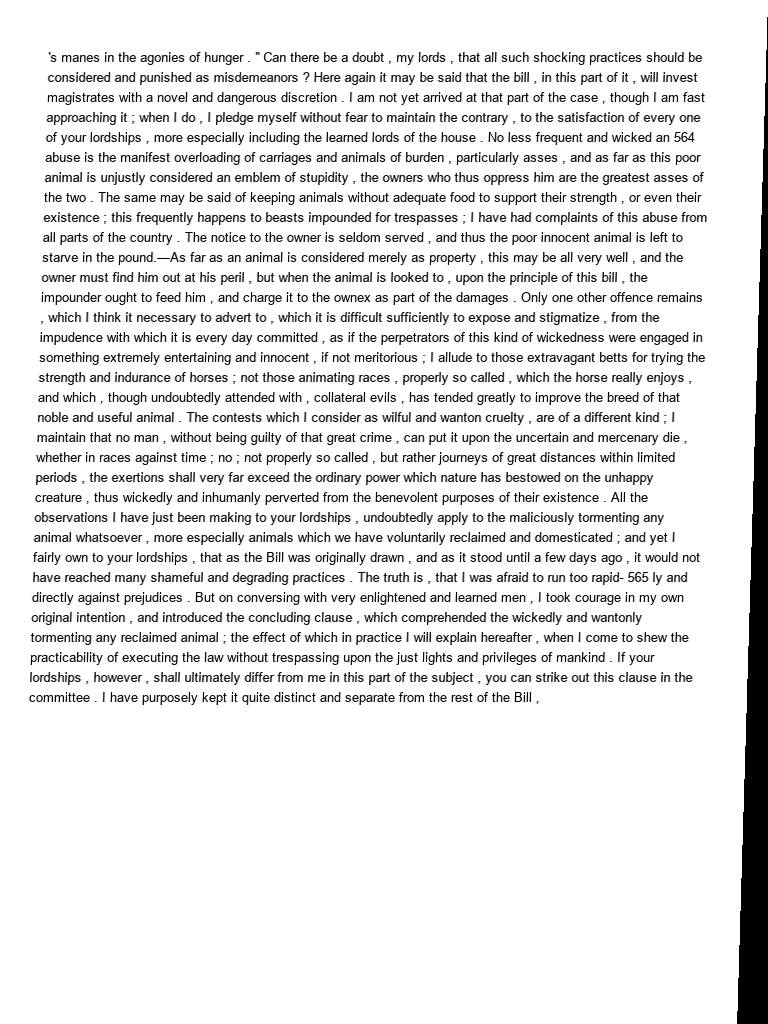 's manes in the agonies of hunger . " Can there be a doubt , my lords , that all such shocking practices should be
considered and punished as misdemeanors ? Here again it may be said that the bill , in this part of it , will invest
magistrates with a novel and dangerous discretion . I am not yet arrived at that part of the case , though I am fast
approaching it ; when I do , I pledge myself without fear to maintain the contrary , to the satisfaction of every one
of your lordships , more especially including the learned lords of the house . No less frequent and wicked an 564
abuse is the manifest overloading of carriages and animals of burden , particularly asses , and as far as this poor
animal is unjustly considered an emblem of stupidity , the owners who thus oppress him are the greatest asses of
the two . The same may be said of keeping animals without adequate food to support their strength , or even their
existence ; this frequently happens to beasts impounded for trespasses ; I have had complaints of this abuse from
all parts of the country . The notice to the owner is seldom served , and thus the poor innocent animal is left to
starve in the pound.—As far as an animal is considered merely as property , this may be all very well , and the
owner must find him out at his peril , but when the animal is looked to , upon the principle of this bill , the
impounder ought to feed him , and charge it to the ownex as part of the damages . Only one other offence remains
, which I think it necessary to advert to , which it is difficult sufficiently to expose and stigmatize , from the
impudence with which it is every day committed , as if the perpetrators of this kind of wickedness were engaged in
something extremely entertaining and innocent , if not meritorious ; I allude to those extravagant betts for trying the
strength and indurance of horses ; not those animating races , properly so called , which the horse really enjoys ,
and which , though undoubtedly attended with , collateral evils , has tended greatly to improve the breed of that
noble and useful animal . The contests which I consider as wilful and wanton cruelty , are of a different kind ; I
maintain that no man , without being guilty of that great crime , can put it upon the uncertain and mercenary die ,
whether in races against time ; no ; not properly so called , but rather journeys of great distances within limited
periods , the exertions shall very far exceed the ordinary power which nature has bestowed on the unhappy
creature , thus wickedly and inhumanly perverted from the benevolent purposes of their existence . All the
observations I have just been making to your lordships , undoubtedly apply to the maliciously tormenting any
animal whatsoever , more especially animals which we have voluntarily reclaimed and domesticated ; and yet I
fairly own to your lordships , that as the Bill was originally drawn , and as it stood until a few days ago , it would not
have reached many shameful and degrading practices . The truth is , that I was afraid to run too rapid- 565 ly and
directly against prejudices . But on conversing with very enlightened and learned men , I took courage in my own
original intention , and introduced the concluding clause , which comprehended the wickedly and wantonly
tormenting any reclaimed animal ; the effect of which in practice I will explain hereafter , when I come to shew the
practicability of executing the law without trespassing upon the just lights and privileges of mankind . If your
lordships , however , shall ultimately differ from me in this part of the subject , you can strike out this clause in the
committee . I have purposely kept it quite distinct and separate from the rest of the Bill ,